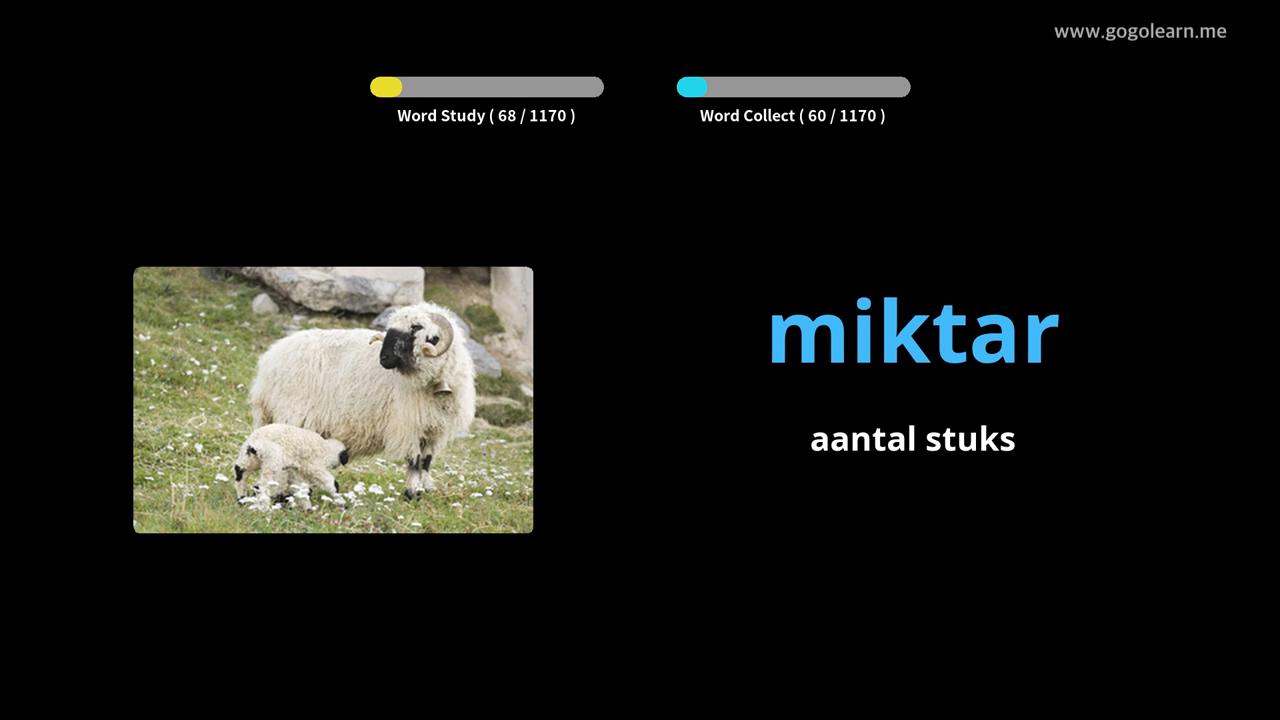 www.gogolearn.me
Word Study ( 68 / 1170 )
Word Collect ( 60 / 1170 )
miktar
aantal stuks